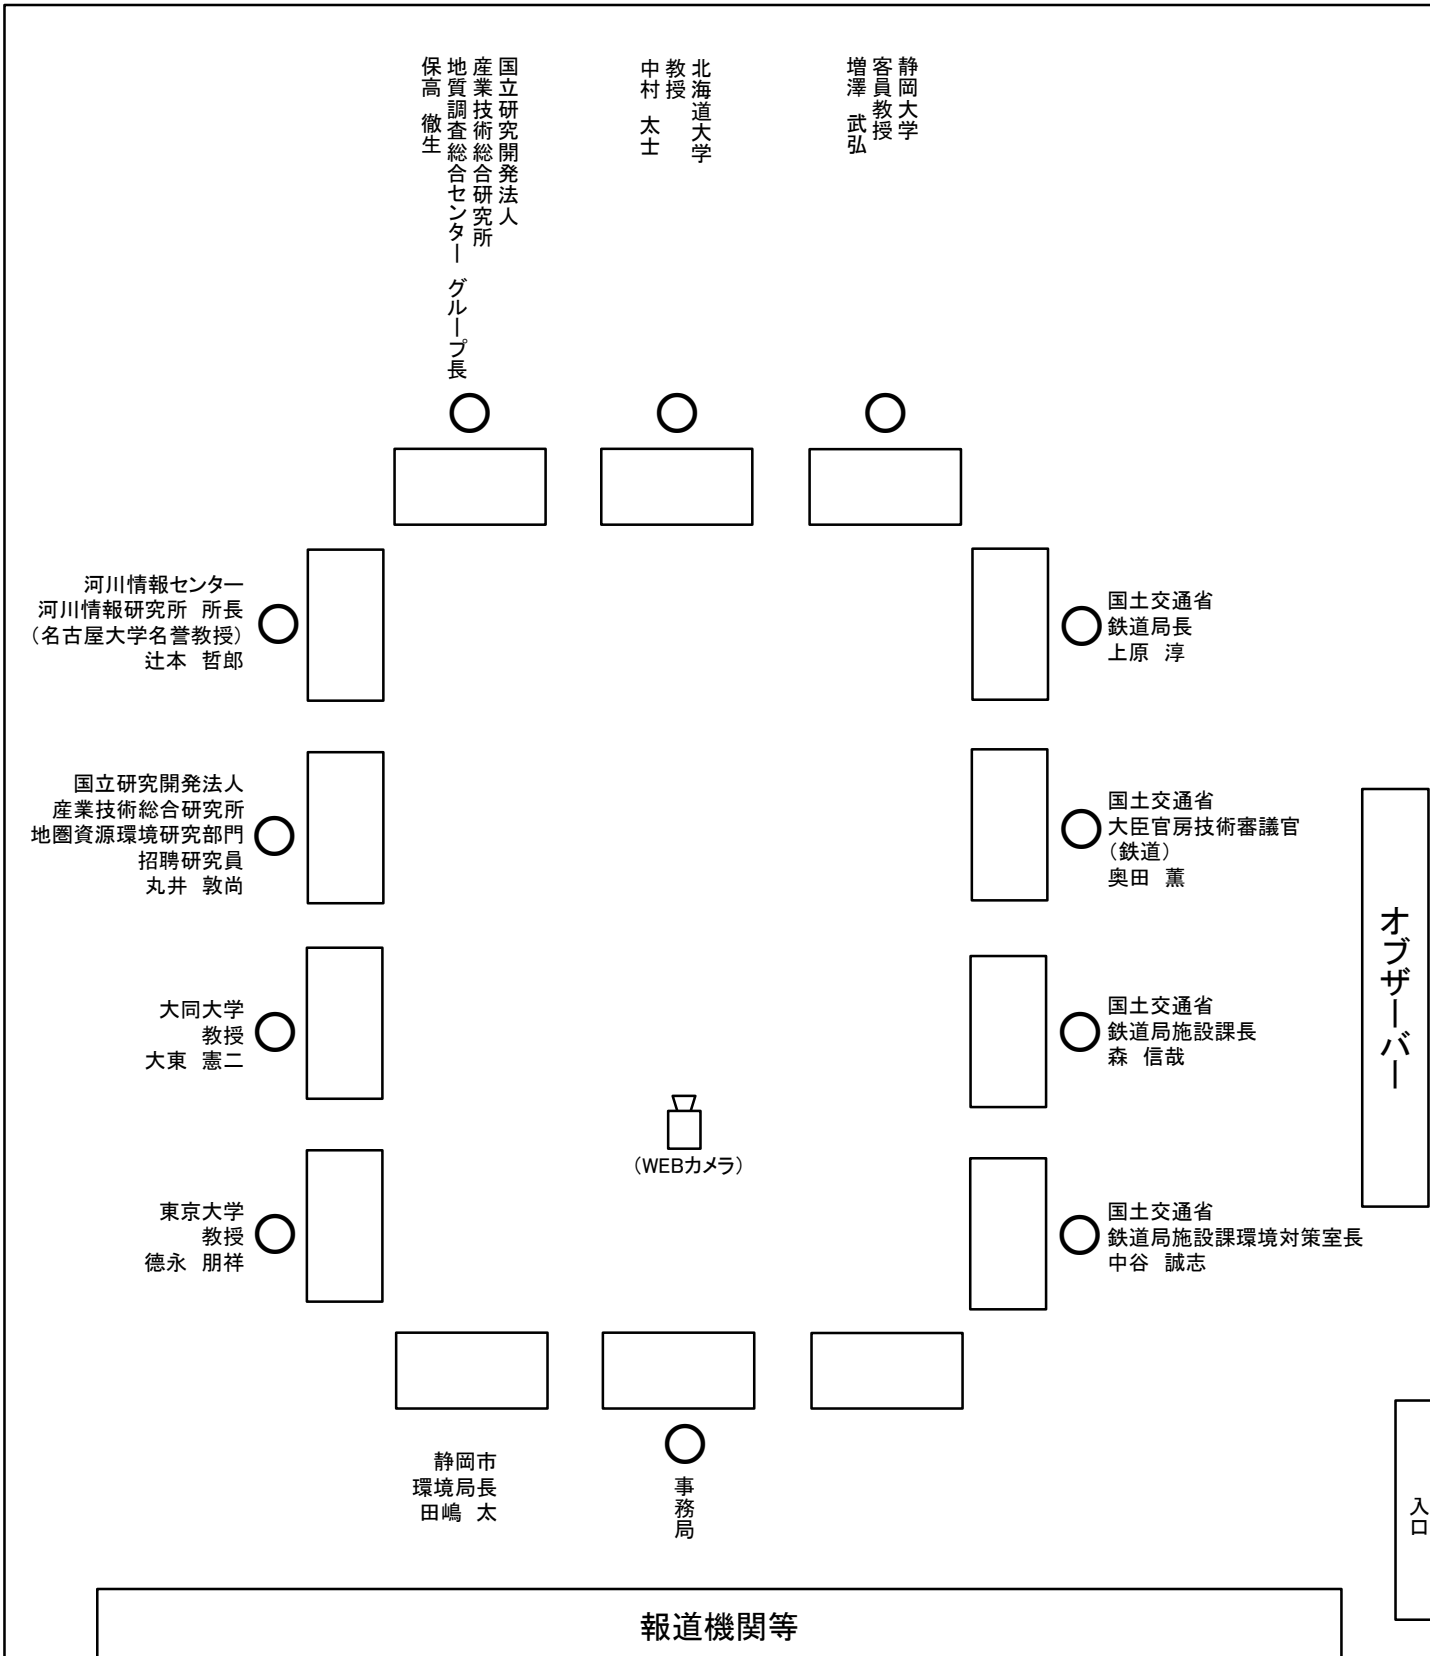 国立研究開発法人
産業技術総合研究所
地質調査総合センター グループ長
保高 徹生
北海道大学
教授
中村 太士
静岡大学
客員教授
増澤 武弘
河川情報センター
河川情報研究所 所長
（名古屋大学名誉教授）
辻本 哲郎
国立研究開発法人
産業技術総合研究所
地圏資源環境研究部門
招聘研究員
丸井 敦尚
大同大学
教授
大東 憲二
東京大学
教授
德永 朋祥
国土交通省
鉄道局長
上原 淳
国土交通省
大臣官房技術審議官
（鉄道）
奥田 薫
国土交通省
鉄道局施設課長
森 信哉
国土交通省
鉄道局施設課環境対策室長
中谷 誠志
オブザーバー
（WEBカメラ）
静岡市
環境局長
田嶋 太
事務局
入口
報道機関等